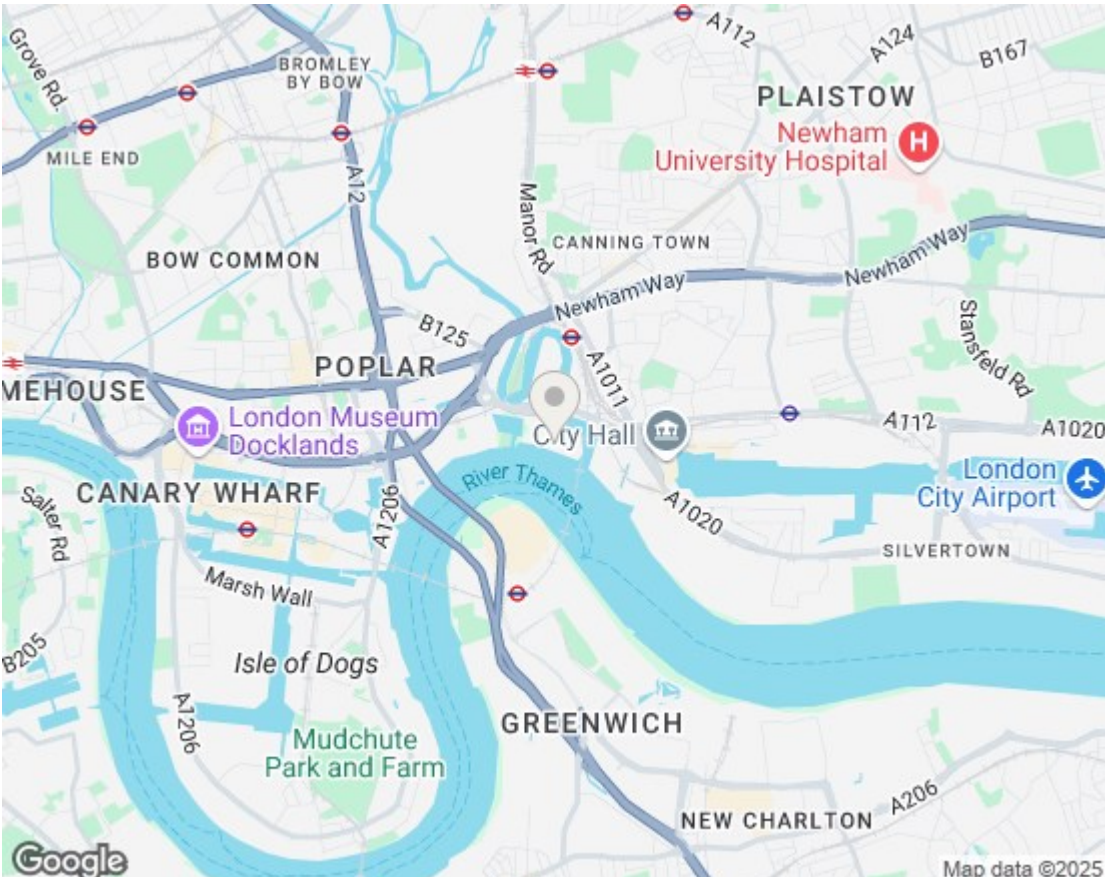 Grove Rd.
A112
A124
B167
BROMLEY
BY BOW
PLAISTOW
Newham
University Hospital
H
MILE END
A12
Manor Rd
CANNING TOWN
BOW COMMON
Newham Way
Newham Way
B125
Stansfeld Rd
POPLAR
A1011
MEHOUSE
London Museum
Docklands
City Hall
A112
A1020
River Thames
London
City Airport
CANARY WHARF
Salter Rd
A1206
A1020
SILVERTOWN
Marsh Wall
B205
Isle of Dogs
A1206
GREENWICH
Mudchute
Park and Farm
A206
NEW CHARLTON
Google
Map data ©2025